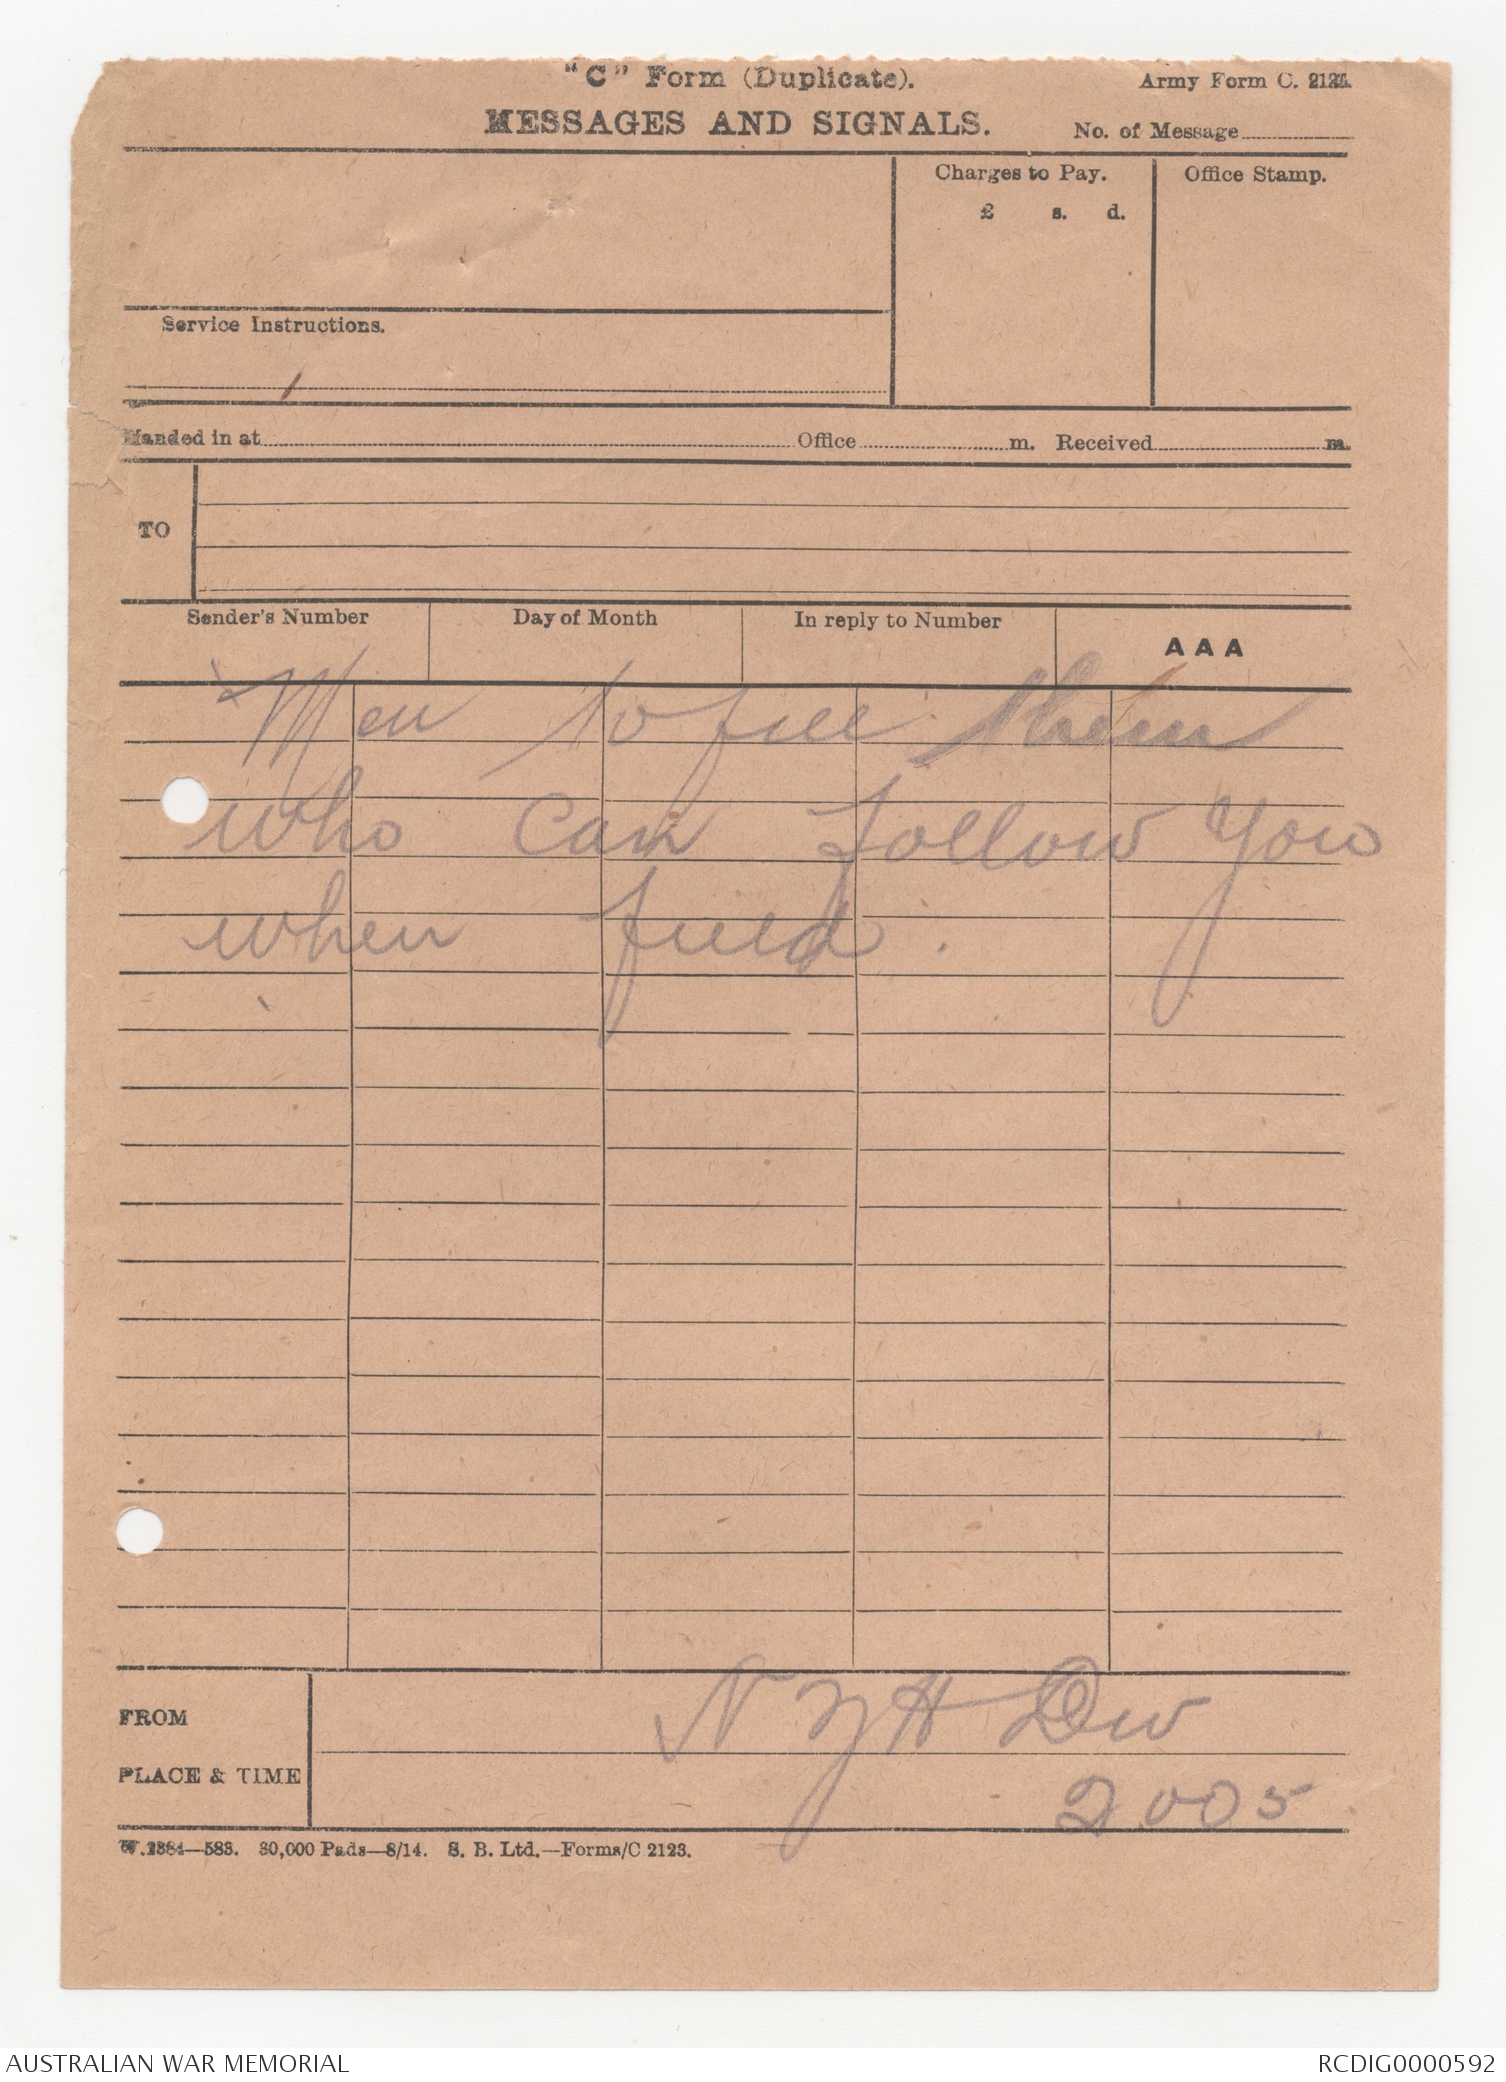 "C" Form (Duplicate).
Army Form C. 2123.
MESSAGES AND SIGNALS.
No. of Message
Charges to Pay.
£ s. d.
Office Stamp.
Service Instructions.
Handed in at Office m. Received m.
TO
Sender's Number
Day of Month
In reply to Number
AAA
Men to fill them
who can follow you
when filled.
FROM
N Z & A Div
PLACE & TIME
2005
W.2384—583. 30,000 Pads—8/14. S. B. Ltd.—Forms/C 2123.
AUSTRALIAN WAR MEMORIAL
RCDIG0000592